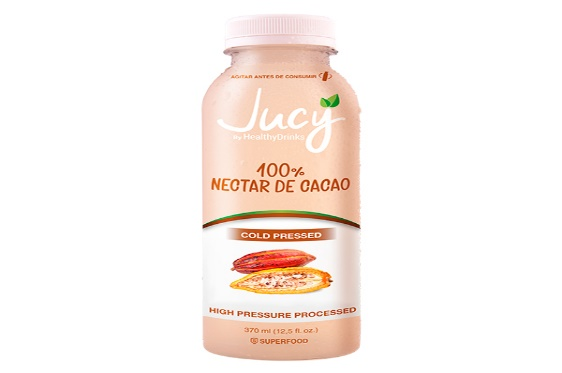 AGITAR ANTES DE CONSUMIR
Jucy
By HealthyDrinks
100%
NECTAR DE CACAO
COLD PRESSED
HIGH PRESSURE PROCESSED
370 ml (12,5 fl. oz.)
SUPERFOOD